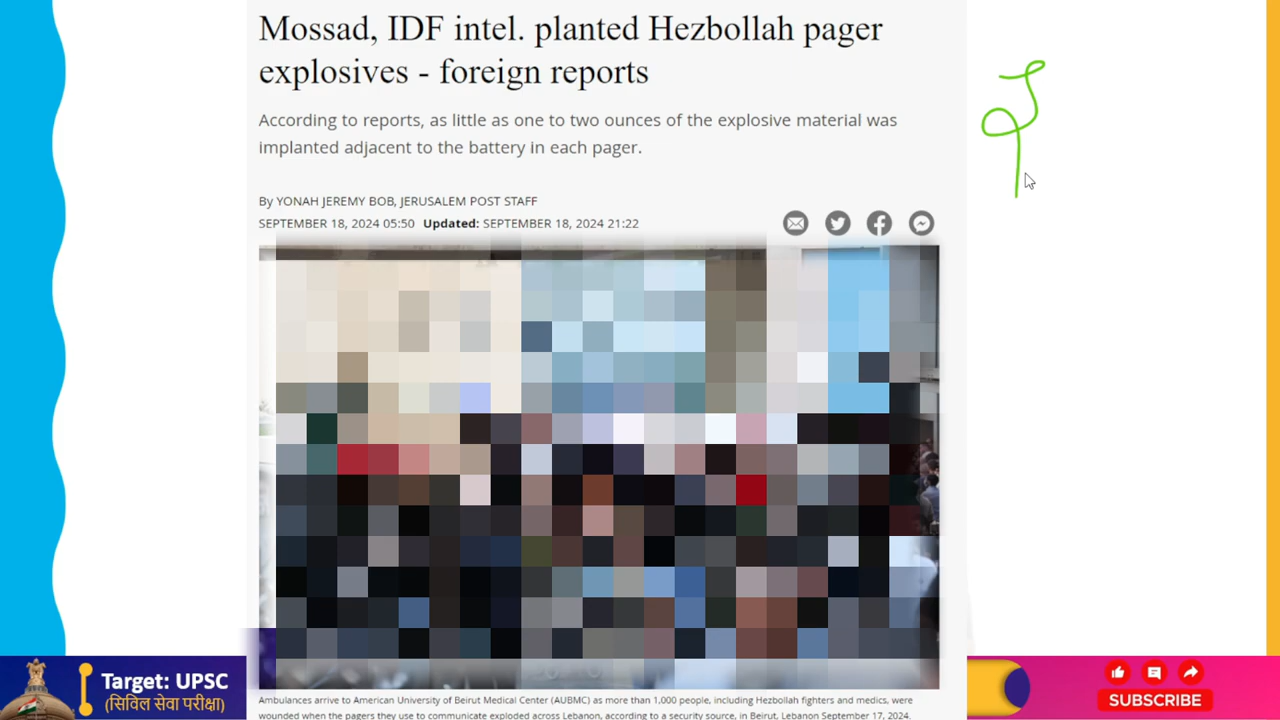 Mossad, IDF intel. planted Hezbollah pager
explosives - foreign reports
According to reports, as little as one to two ounces of the explosive material was
implanted adjacent to the battery in each pager.
By YONAH JEREMY BOB, JERUSALEM POST STAFF
SEPTEMBER 18, 2024 05:50 Updated: SEPTEMBER 18, 2024 21:22
Ambulances arrive to American University of Beirut Medical Center (AUBMC) as more than 1,000 people, including Hezbollah fighters and medics, were
wounded when the pagers they use to communicate exploded across Lebanon, according to a security source, in Beirut, Lebanon September 17, 2024.
Target: UPSC
(सिविल सेवा परीक्षा)
SUBSCRIBE